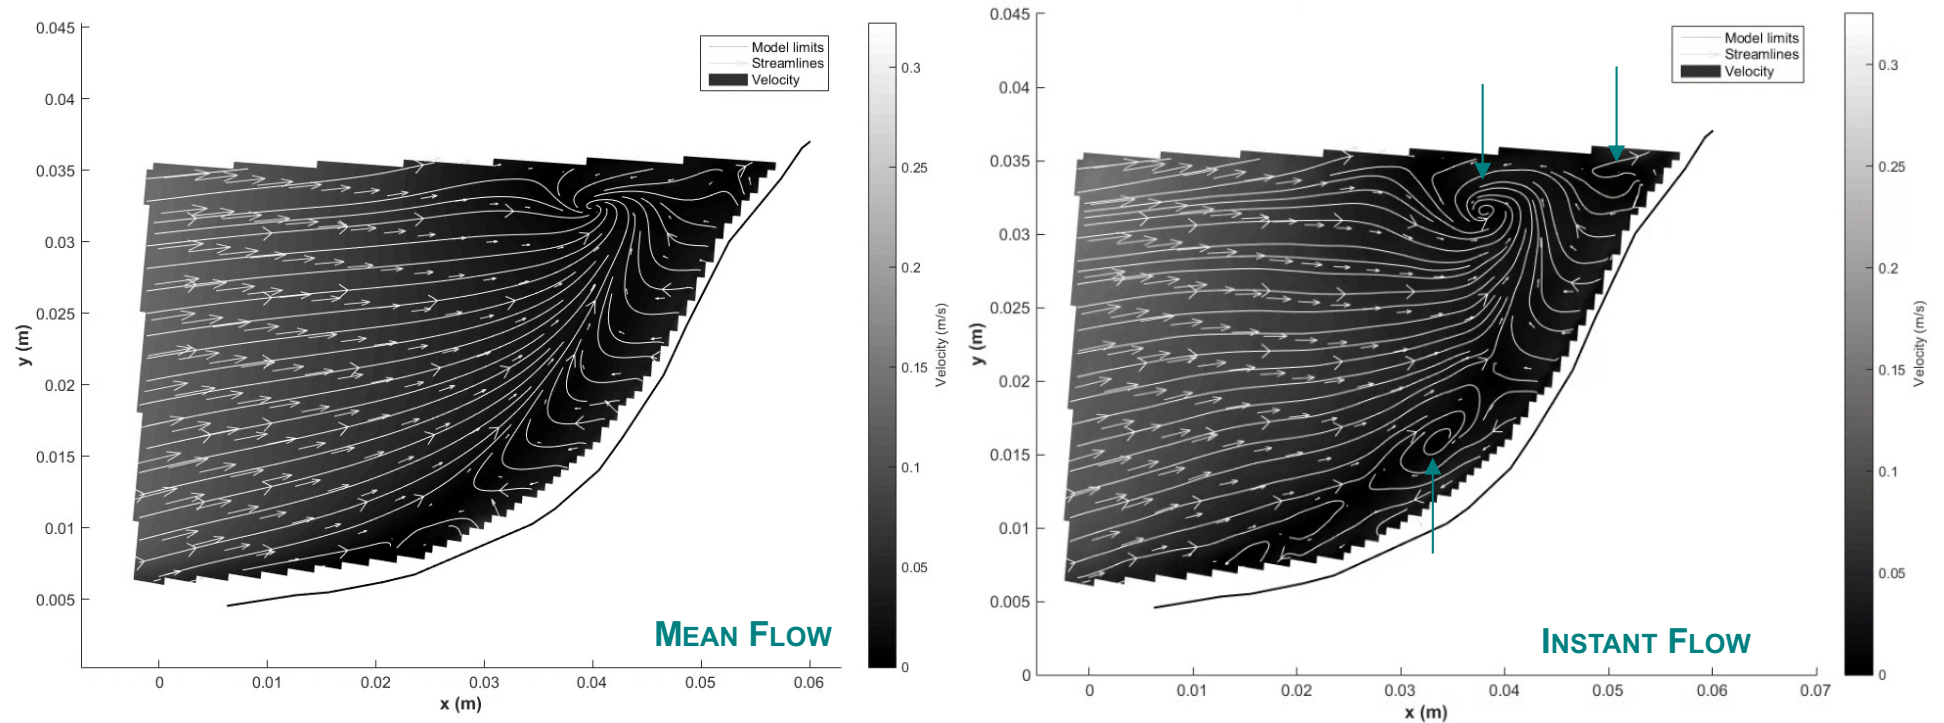 0.045
0.04
0.035
0.03
0.025
0.02
0.015
0.01
0.005
y (m)
Model limits
Streamlines
Velocity
0.3
0.25
0.2
0.15
0.1
0.05
0
Velocity (m/s)
MEAN FLOW
0 0.01 0.02 0.03 0.04 0.05 0.06
x (m)
0.045
0.04
0.035
0.03
0.025
0.02
0.015
0.01
0.005
0
y (m)
Model limits
Streamlines
Velocity
0.3
0.25
0.2
0.15
0.1
0.05
0
Velocity (m/s)
INSTANT FLOW
0 0.01 0.02 0.03 0.04 0.05 0.06 0.07
x (m)